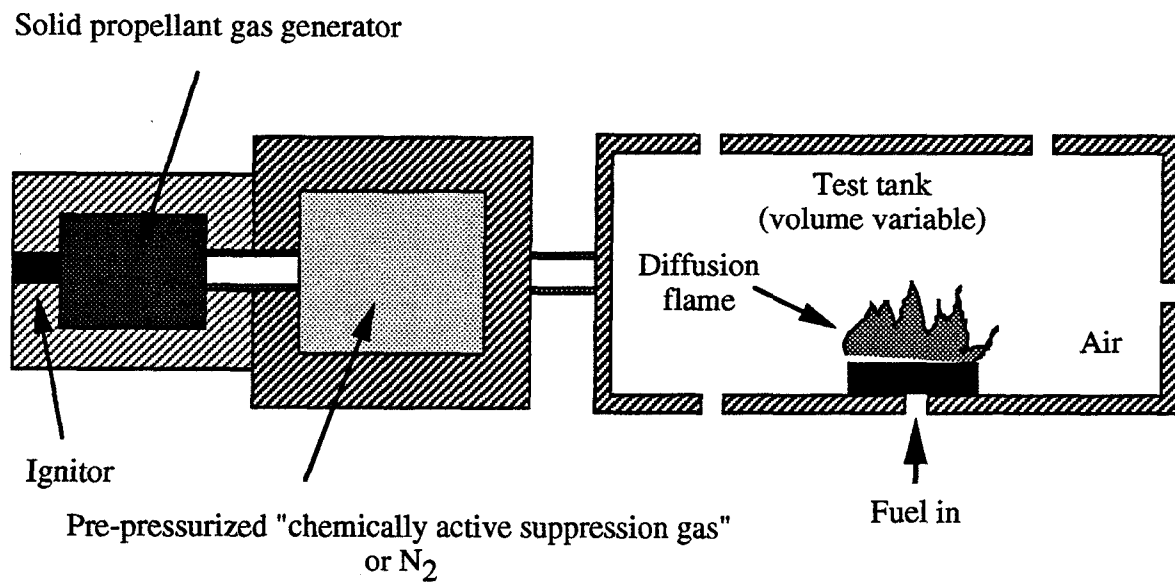 Solid propellant gas generator
Test tank
(volume variable)
Diffusion
flame
Air
Ignitor
Fuel in
Pre-pressurized "chemically active suppression gas"
or N₂